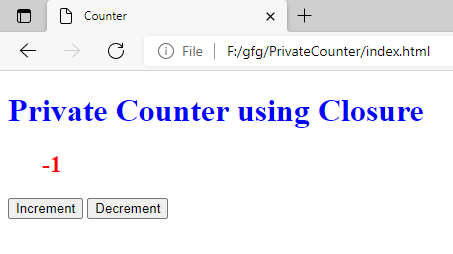 Counter
File F:/gfg/PrivateCounter/index.html
Private Counter using Closure
-1
Increment Decrement